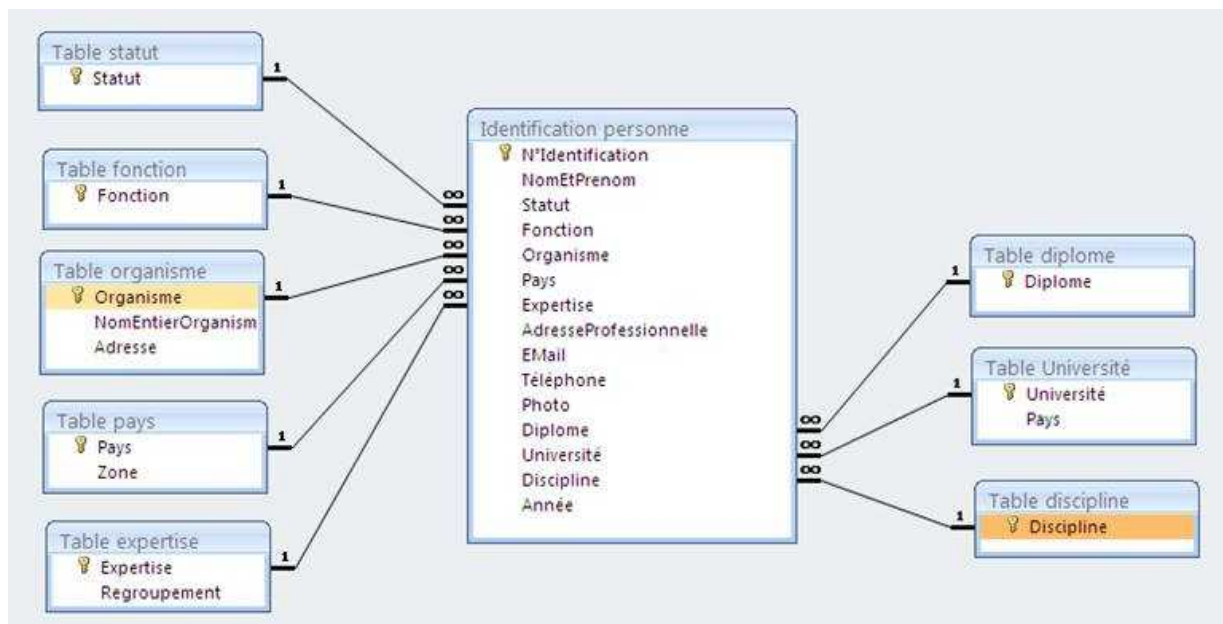 Table statut
Statut
1
Table fonction
Fonction
1
Table organisme
Organisme
NomEntierOrganism
Adresse
1
Table pays
Pays
Zone
1
Table expertise
Expertise
Regroupement
1
Identification personne
N°Identification
NomEtPrenom
Statut
Fonction
Organisme
Pays
Expertise
AdresseProfessionnelle
EMail
Téléphone
Photo
Diplome
Université
Discipline
Année
∞
∞
∞
∞
∞
∞
∞
∞
Table diplome
Diplome
1
Table Université
Université
Pays
1
Table discipline
Discipline
1